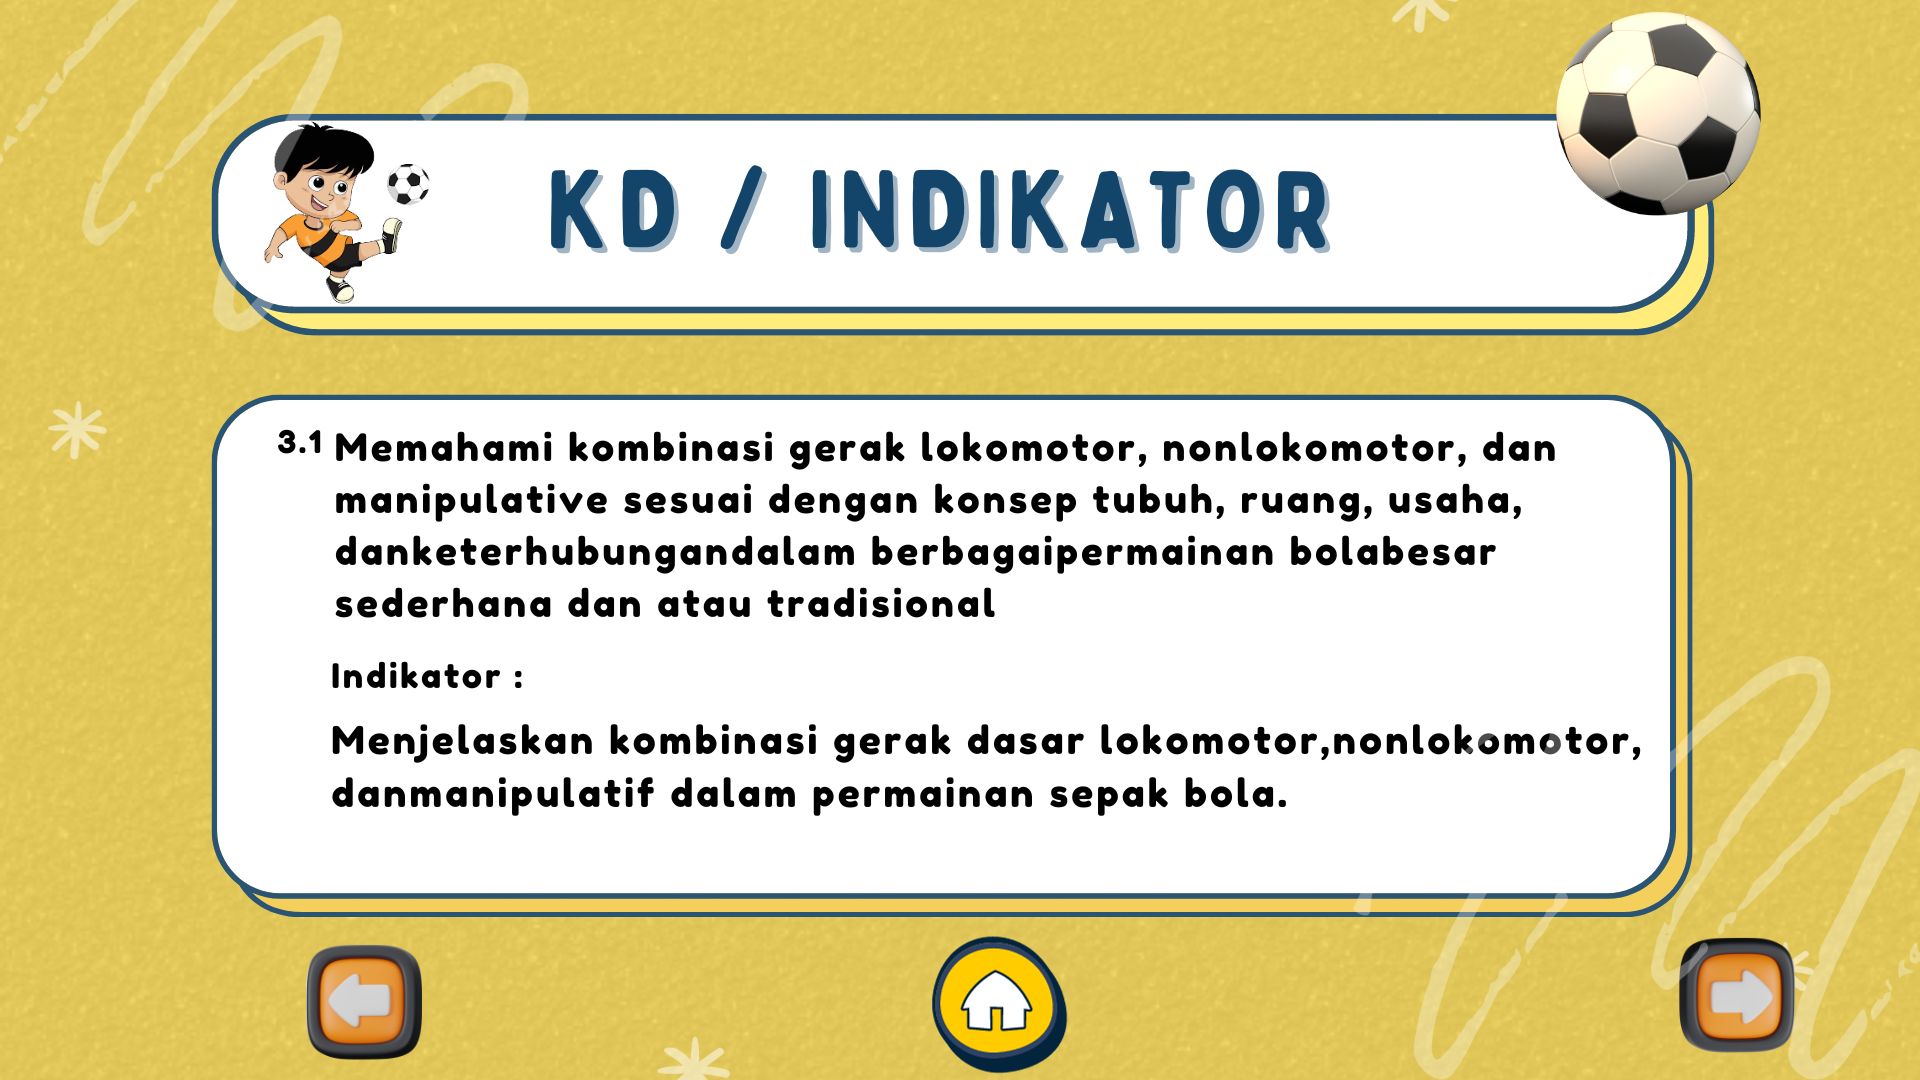 KD / INDIKATOR
3.1 Memahami kombinasi gerak lokomotor, nonlokomotor, dan
manipulative sesuai dengan konsep tubuh, ruang, usaha,
danketerhubungandalam berbagaipermainan bolabesar
sederhana dan atau tradisional
Indikator :
Menjelaskan kombinasi gerak dasar lokomotor,nonlokomotor,
danmanipulatif dalam permainan sepak bola.